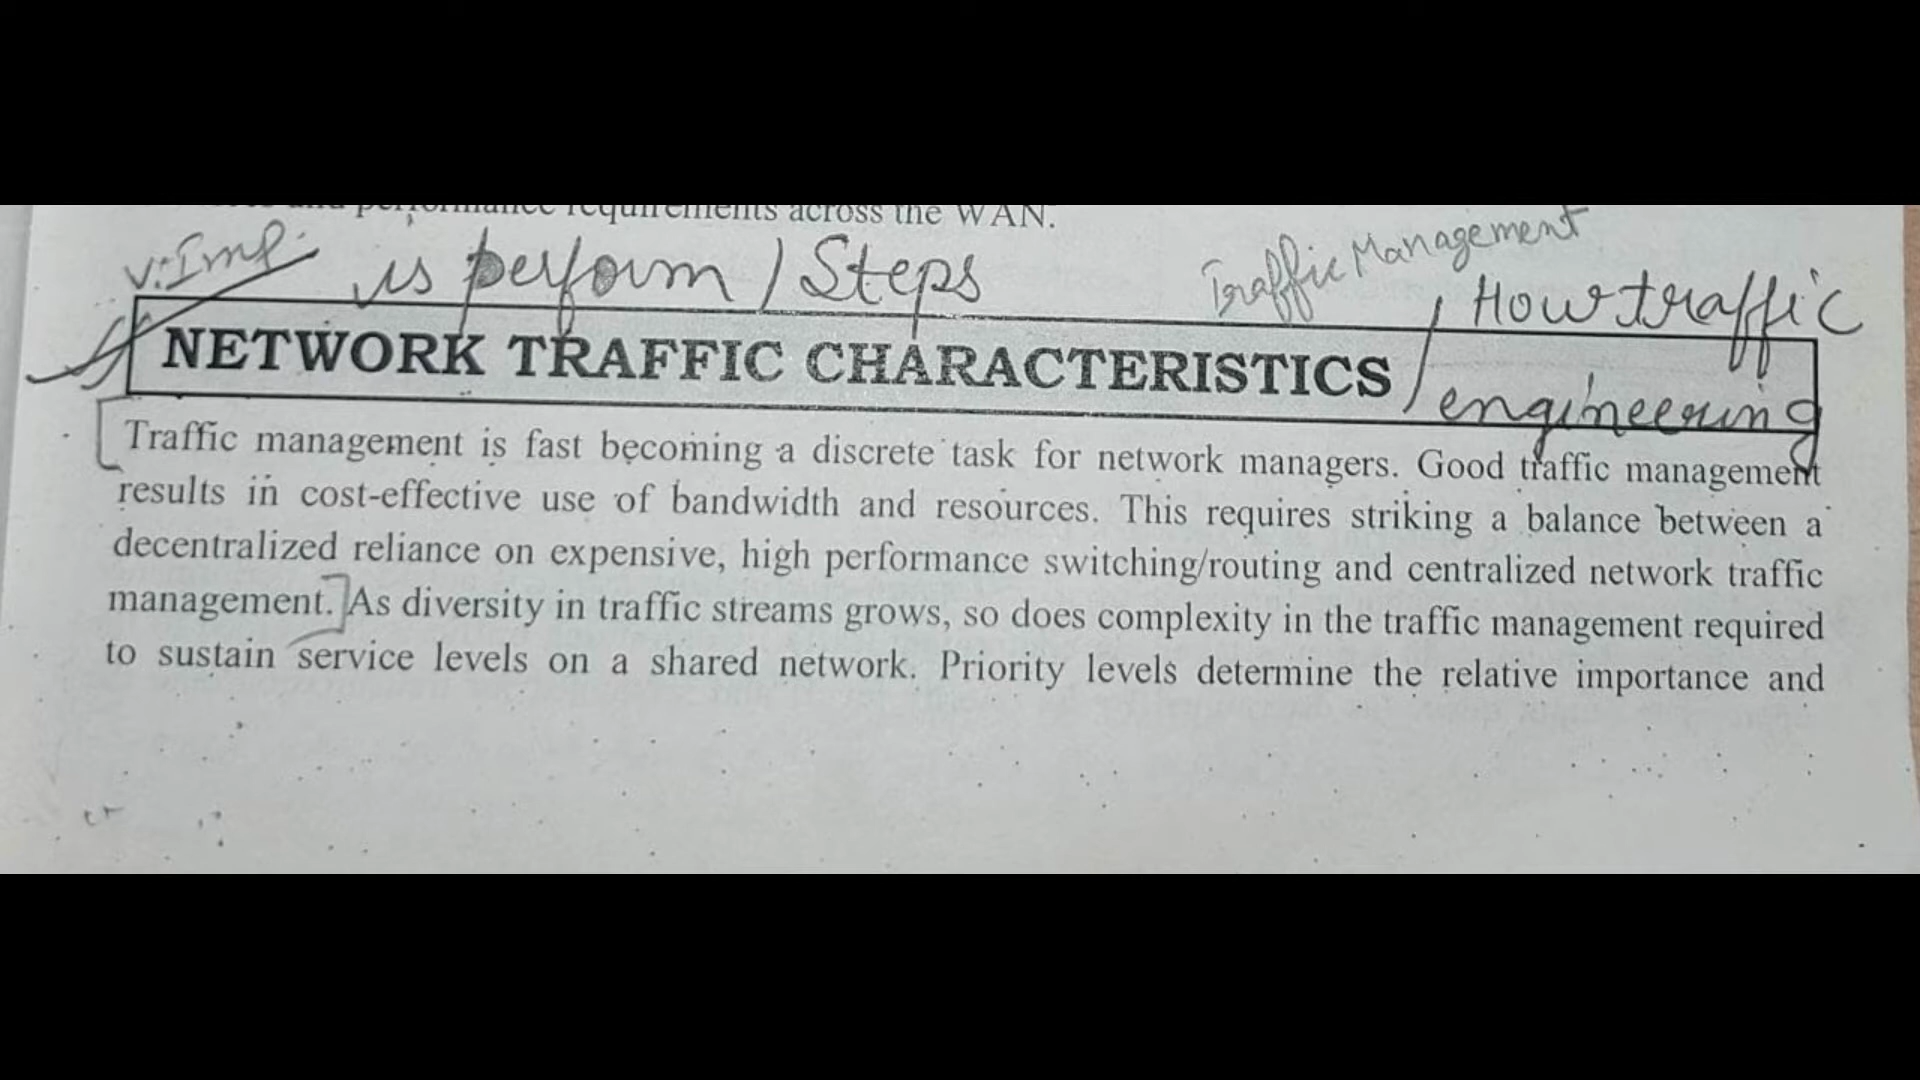 performance requirements across the WAN.
V.Imp.
is perform / Steps
Traffic Management
/ How traffic
NETWORK TRAFFIC CHARACTERISTICS / engineering
Traffic management is fast becoming a discrete task for network managers. Good traffic management
results in cost-effective use of bandwidth and resources. This requires striking a balance between a
decentralized reliance on expensive, high performance switching/routing and centralized network traffic
management. As diversity in traffic streams grows, so does complexity in the traffic management required
to sustain service levels on a shared network. Priority levels determine the relative importance and